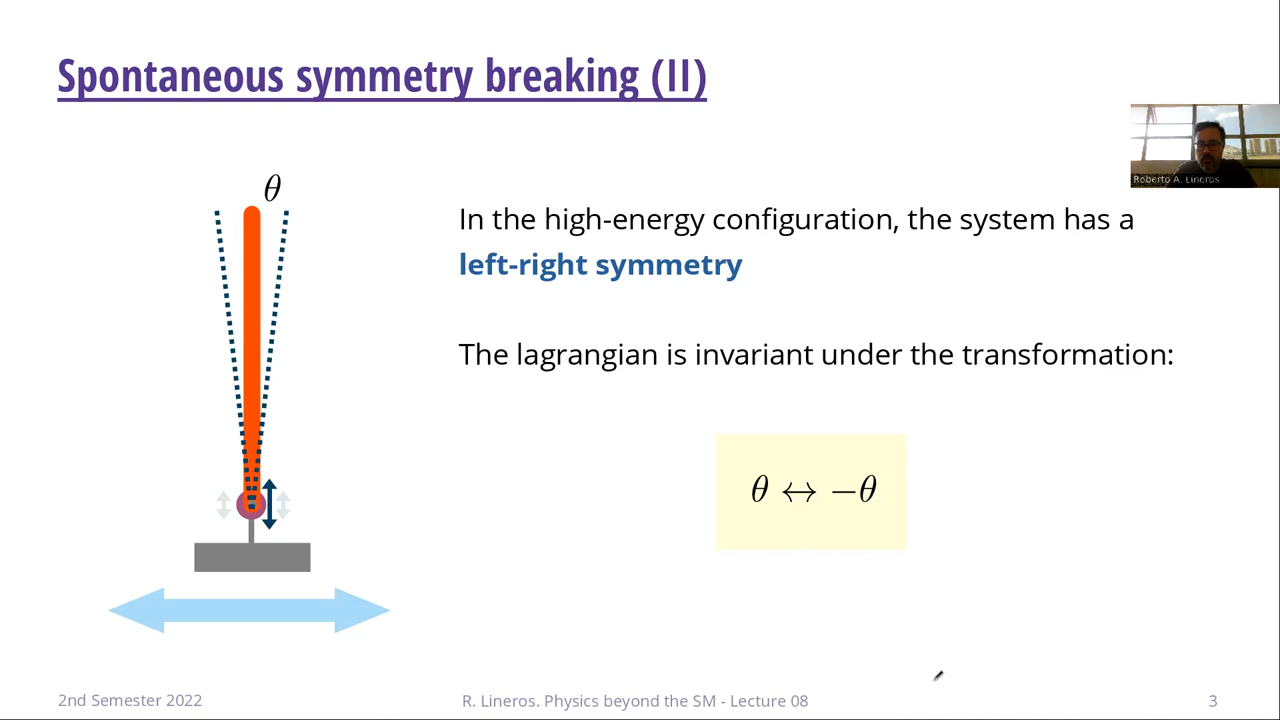 Spontaneous symmetry breaking (II)
θ
Roberto A. Lineros
In the high-energy configuration, the system has a
left-right symmetry
The lagrangian is invariant under the transformation:
θ ↔ −θ
2nd Semester 2022
R. Lineros. Physics beyond the SM - Lecture 08
3